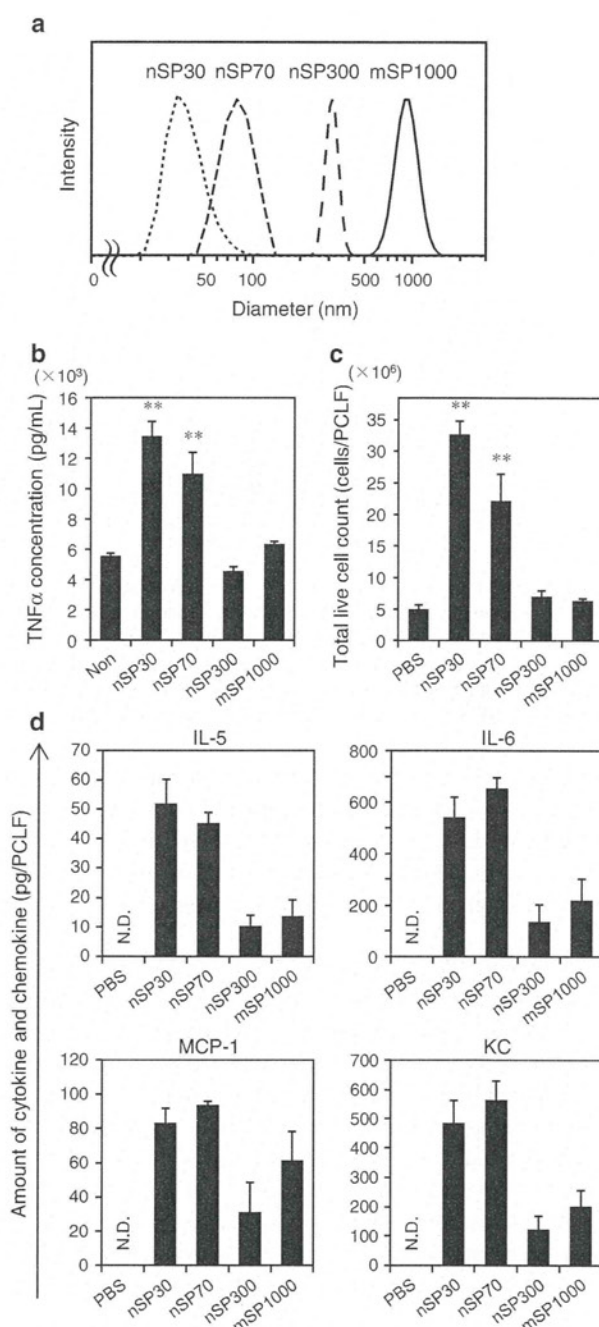 a
nSP30 nSP70 nSP300 mSP1000
Intensity
0 50 100 500 1000
Diameter (nm)
b
(×10³)
TNFα concentration (pg/mL)
16
14
12
10
8
6
4
2
0
**
**
Non nSP30 nSP70 nSP300 mSP1000
c
(×10⁶)
Total live cell count (cells/PCLF)
35
30
25
20
15
10
5
0
**
**
PBS nSP30 nSP70 nSP300 mSP1000
d
Amount of cytokine and chemokine (pg/PCLF)
IL-5
70
60
50
40
30
20
10
0
N.D.
PBS nSP30 nSP70 nSP300 mSP1000
IL-6
800
600
400
200
0
N.D.
PBS nSP30 nSP70 nSP300 mSP1000
MCP-1
120
100
80
60
40
20
0
N.D.
PBS nSP30 nSP70 nSP300 mSP1000
KC
700
600
500
400
300
200
100
0
N.D.
PBS nSP30 nSP70 nSP300 mSP1000